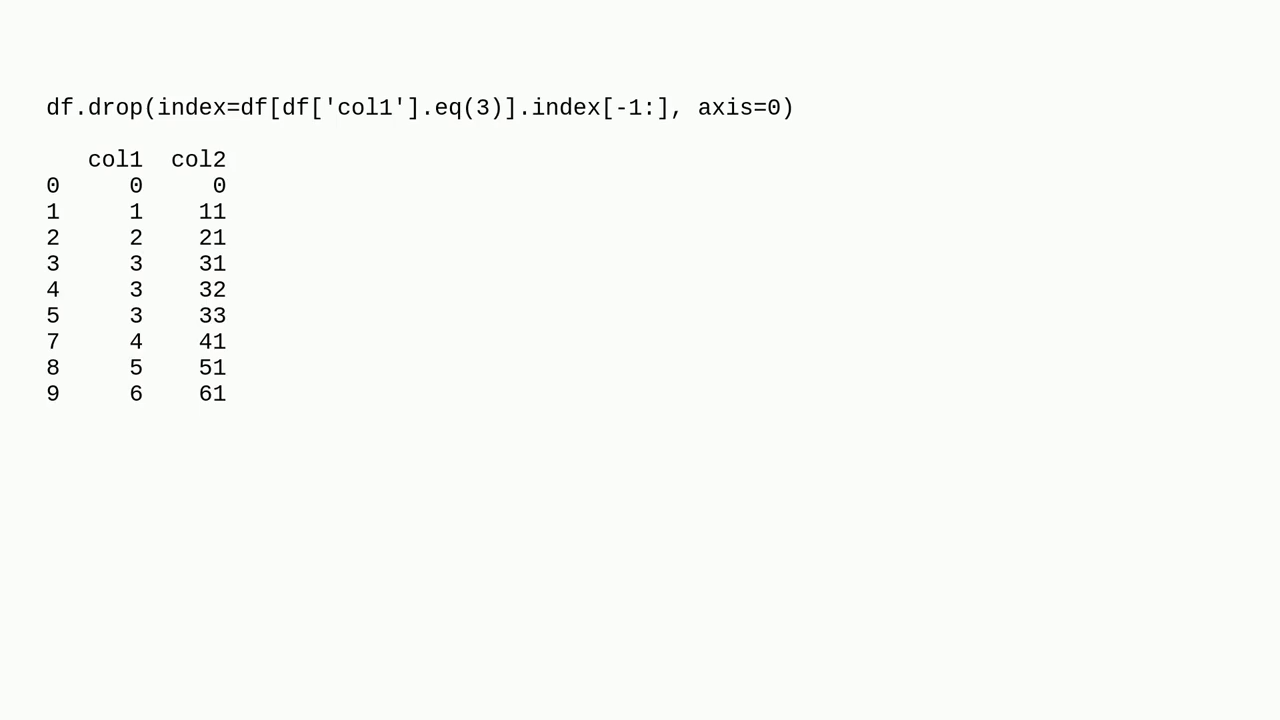 df.drop(index=df[df['col1'].eq(3)].index[-1:], axis=0)
   col1  col2
0     0     0
1     1    11
2     2    21
3     3    31
4     3    32
5     3    33
7     4    41
8     5    51
9     6    61